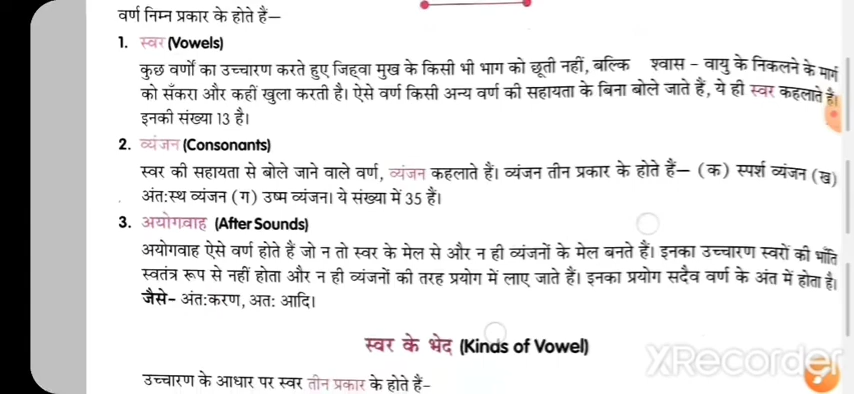 वर्ण निम्न प्रकार के होते हैं–
1. स्वर (Vowels)
कुछ वर्णों का उच्चारण करते हुए जिह्वा मुख के किसी भी भाग को छूती नहीं, बल्कि श्वास - वायु के निकलने के मार्ग
को सँकरा और कहीं खुला करती है। ऐसे वर्ण किसी अन्य वर्ण की सहायता के बिना बोले जाते हैं, ये ही स्वर कहलाते हैं।
इनकी संख्या 13 है।
2. व्यंजन (Consonants)
स्वर की सहायता से बोले जाने वाले वर्ण, व्यंजन कहलाते हैं। व्यंजन तीन प्रकार के होते हैं– (क) स्पर्श व्यंजन (ख)
अंत:स्थ व्यंजन (ग) उष्म व्यंजन। ये संख्या में 35 हैं।
3. अयोगवाह (After Sounds)
अयोगवाह ऐसे वर्ण होते हैं जो न तो स्वर के मेल से और न ही व्यंजनों के मेल बनते हैं। इनका उच्चारण स्वरों की भाँति
स्वतंत्र रूप से नहीं होता और न ही व्यंजनों की तरह प्रयोग में लाए जाते हैं। इनका प्रयोग सदैव वर्ण के अंत में होता है।
जैसे– अंत:करण, अत: आदि।
स्वर के भेद (Kinds of Vowel)
उच्चारण के आधार पर स्वर तीन प्रकार के होते हैं-
XRecorder